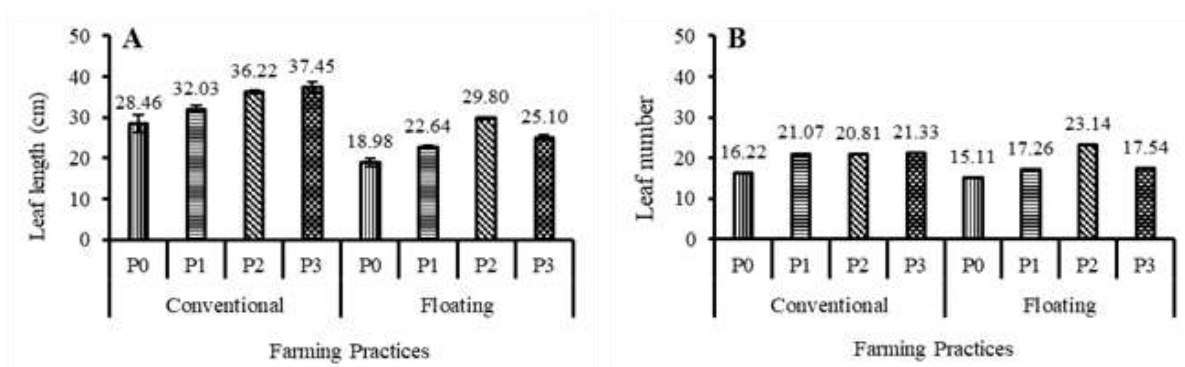 A
50
40
30
20
10
0
Leaf length (cm)
28.46 32.03 36.22 37.45 18.98 22.64 29.80 25.10
P0 P1 P2 P3 P0 P1 P2 P3
Conventional Floating
Farming Practices
B
50
40
30
20
10
0
Leaf number
16.22 21.07 20.81 21.33 15.11 17.26 23.14 17.54
P0 P1 P2 P3 P0 P1 P2 P3
Conventional Floating
Farming Practices